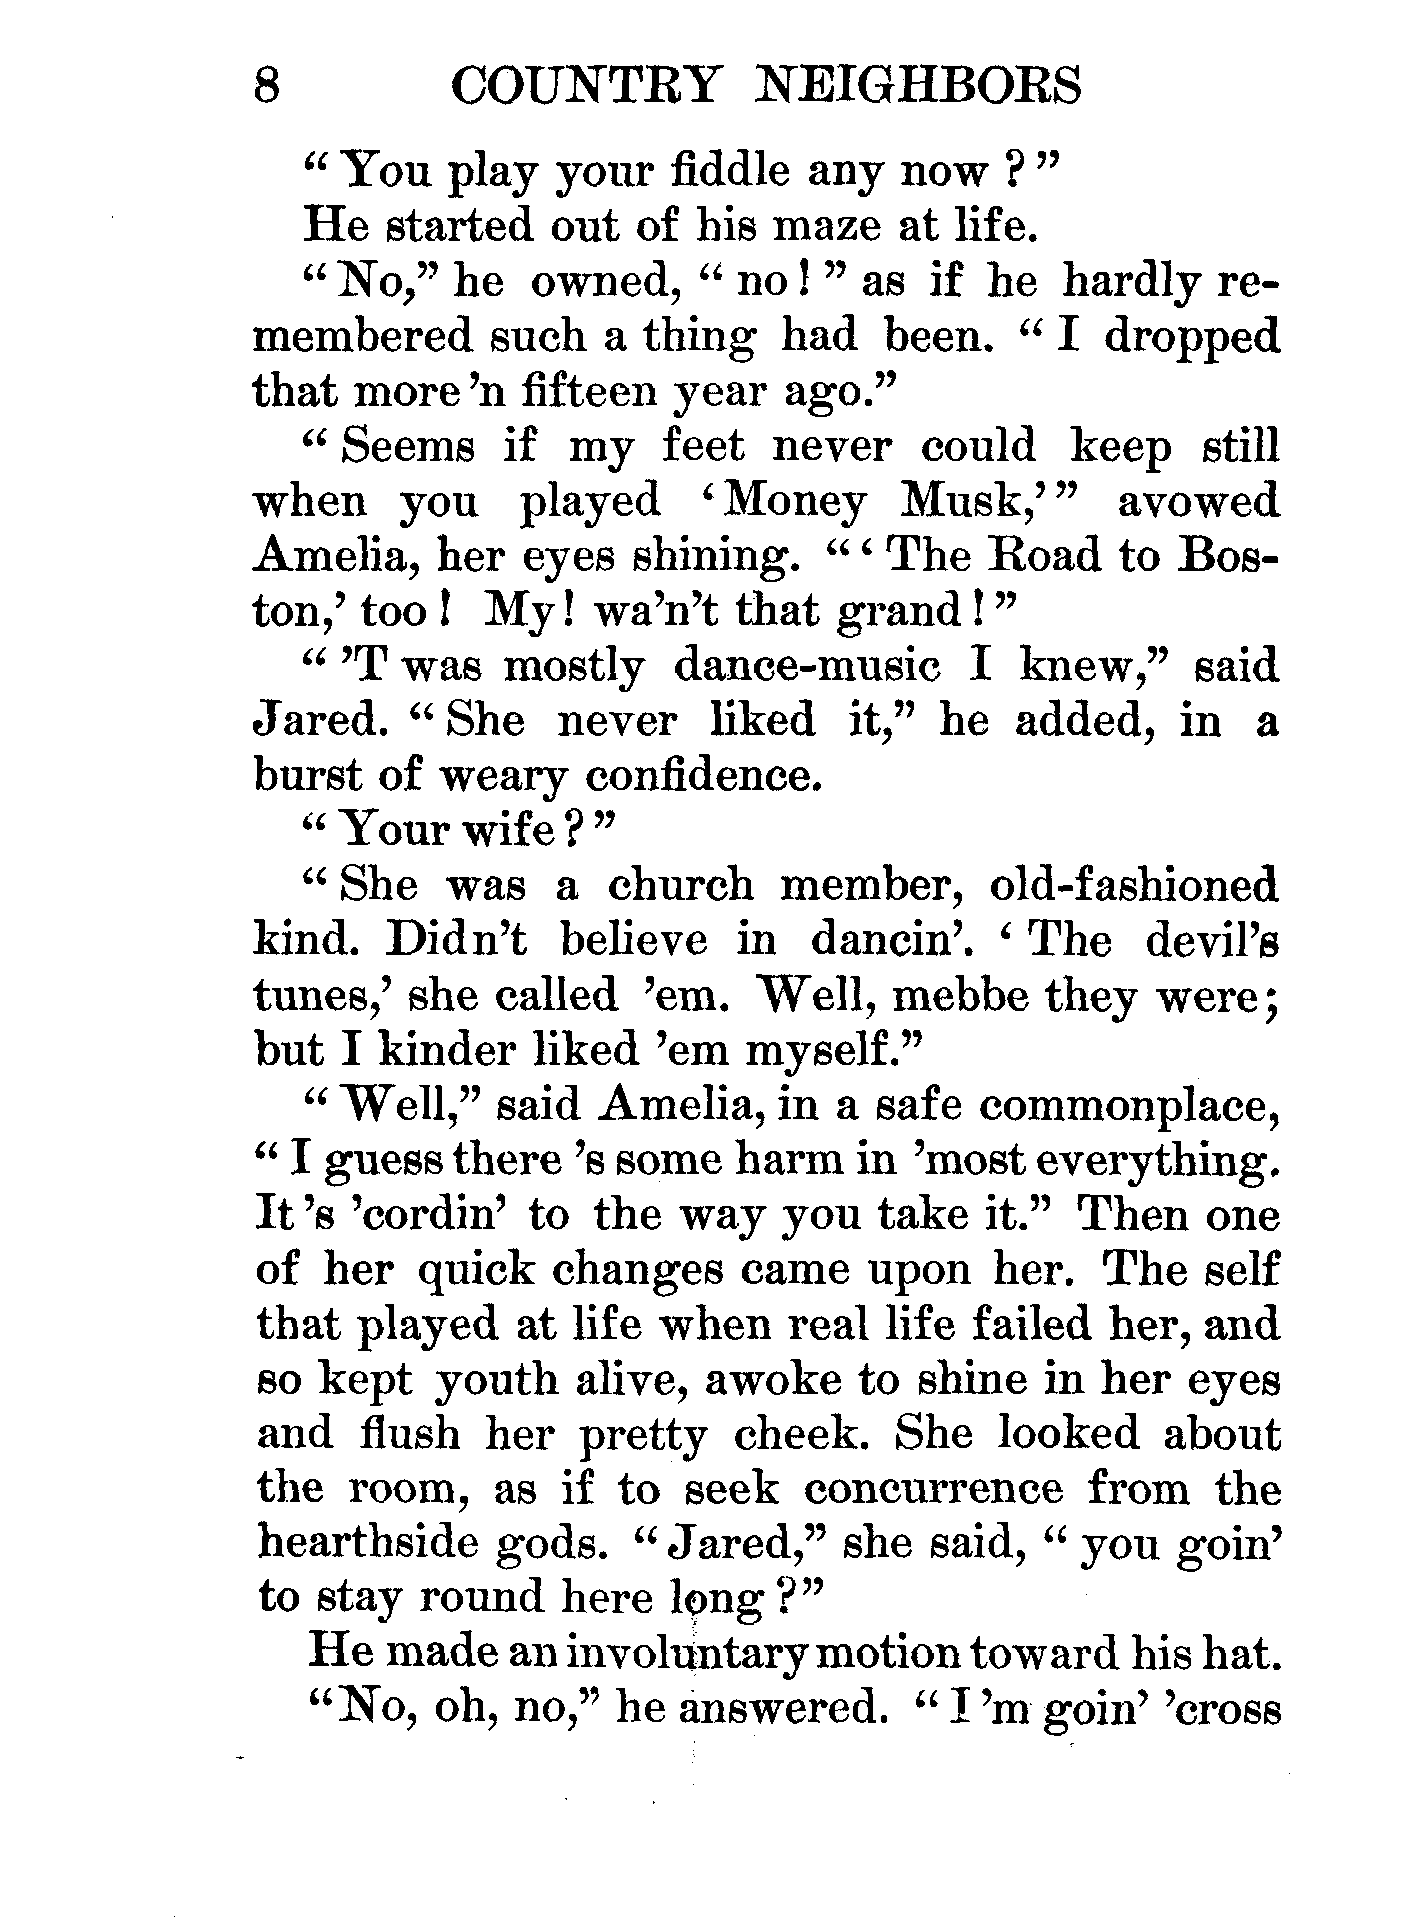 8 COUNTRY NEIGHBORS
“You play your fiddle any now?”
He started out of his maze at life.
“No,” he owned, “no!” as if he hardly re-
membered such a thing had been. “I dropped
that more 'n fifteen year ago.”
“Seems if my feet never could keep still
when you played ‘Money Musk,’” avowed
Amelia, her eyes shining. “‘The Road to Bos-
ton,’ too! My! wa'n't that grand!”
“'T was mostly dance-music I knew,” said
Jared. “She never liked it,” he added, in a
burst of weary confidence.
“Your wife?”
“She was a church member, old-fashioned
kind. Didn't believe in dancin'. ‘The devil's
tunes,’ she called 'em. Well, mebbe they were;
but I kinder liked 'em myself.”
“Well,” said Amelia, in a safe commonplace,
“I guess there 's some harm in 'most everything.
It 's 'cordin' to the way you take it.” Then one
of her quick changes came upon her. The self
that played at life when real life failed her, and
so kept youth alive, awoke to shine in her eyes
and flush her pretty cheek. She looked about
the room, as if to seek concurrence from the
hearthside gods. “Jared,” she said, “you goin'
to stay round here long?”
He made an involuntary motion toward his hat.
“No, oh, no,” he answered. “I 'm goin' 'cross